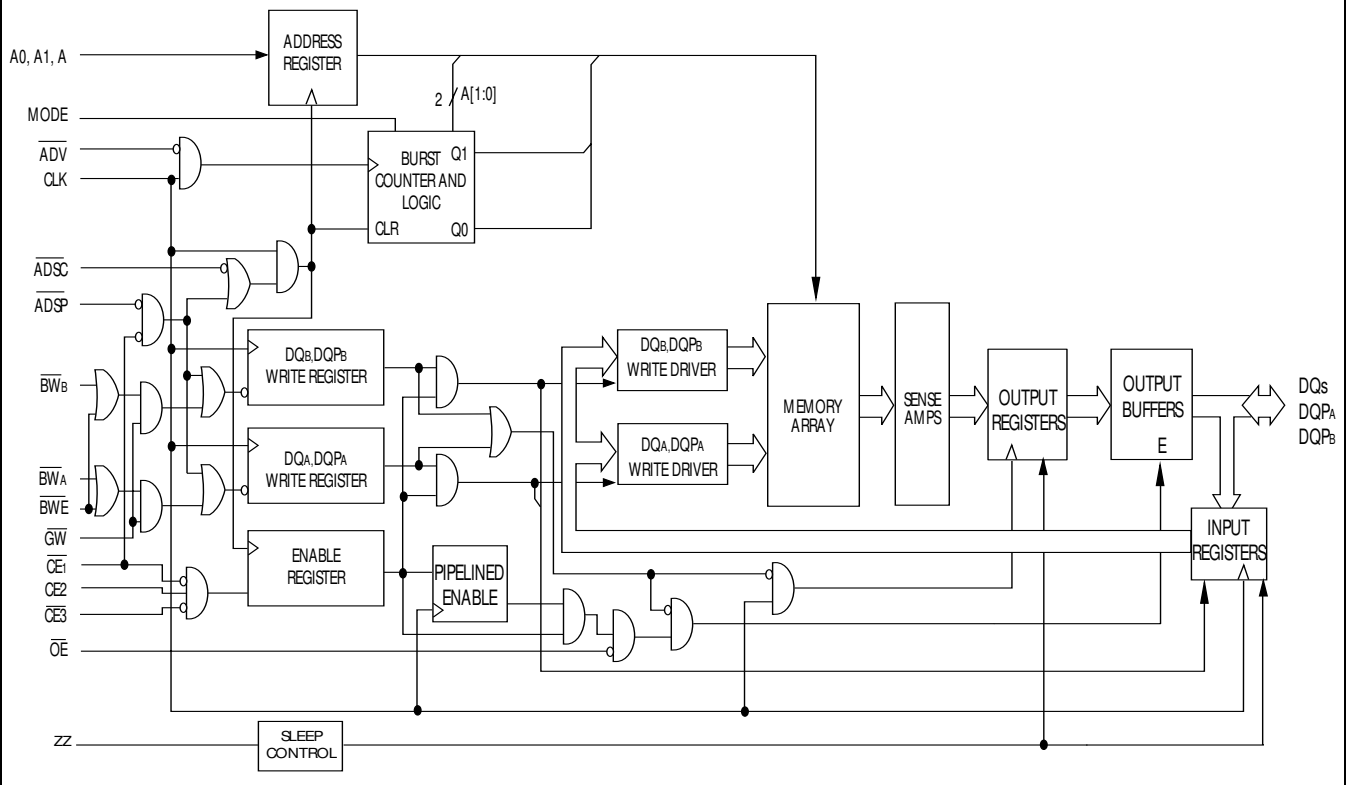 A0, A1, A
ADDRESS
REGISTER
MODE
2
A[1:0]
ADV
CLK
BURST
COUNTER AND
LOGIC
Q1
CLR
Q0
ADSC
ADSP
DQB,DQPB
WRITE REGISTER
DQB,DQPB
WRITE DRIVER
BWB
MEMORY
ARRAY
SENSE
AMPS
OUTPUT
REGISTERS
OUTPUT
BUFFERS
E
DQs
DQPA
DQPB
DQA,DQPA
WRITE REGISTER
DQA,DQPA
WRITE DRIVER
BWA
BWE
GW
CE1
CE2
CE3
ENABLE
REGISTER
PIPELINED
ENABLE
INPUT
REGISTERS
OE
ZZ
SLEEP
CONTROL